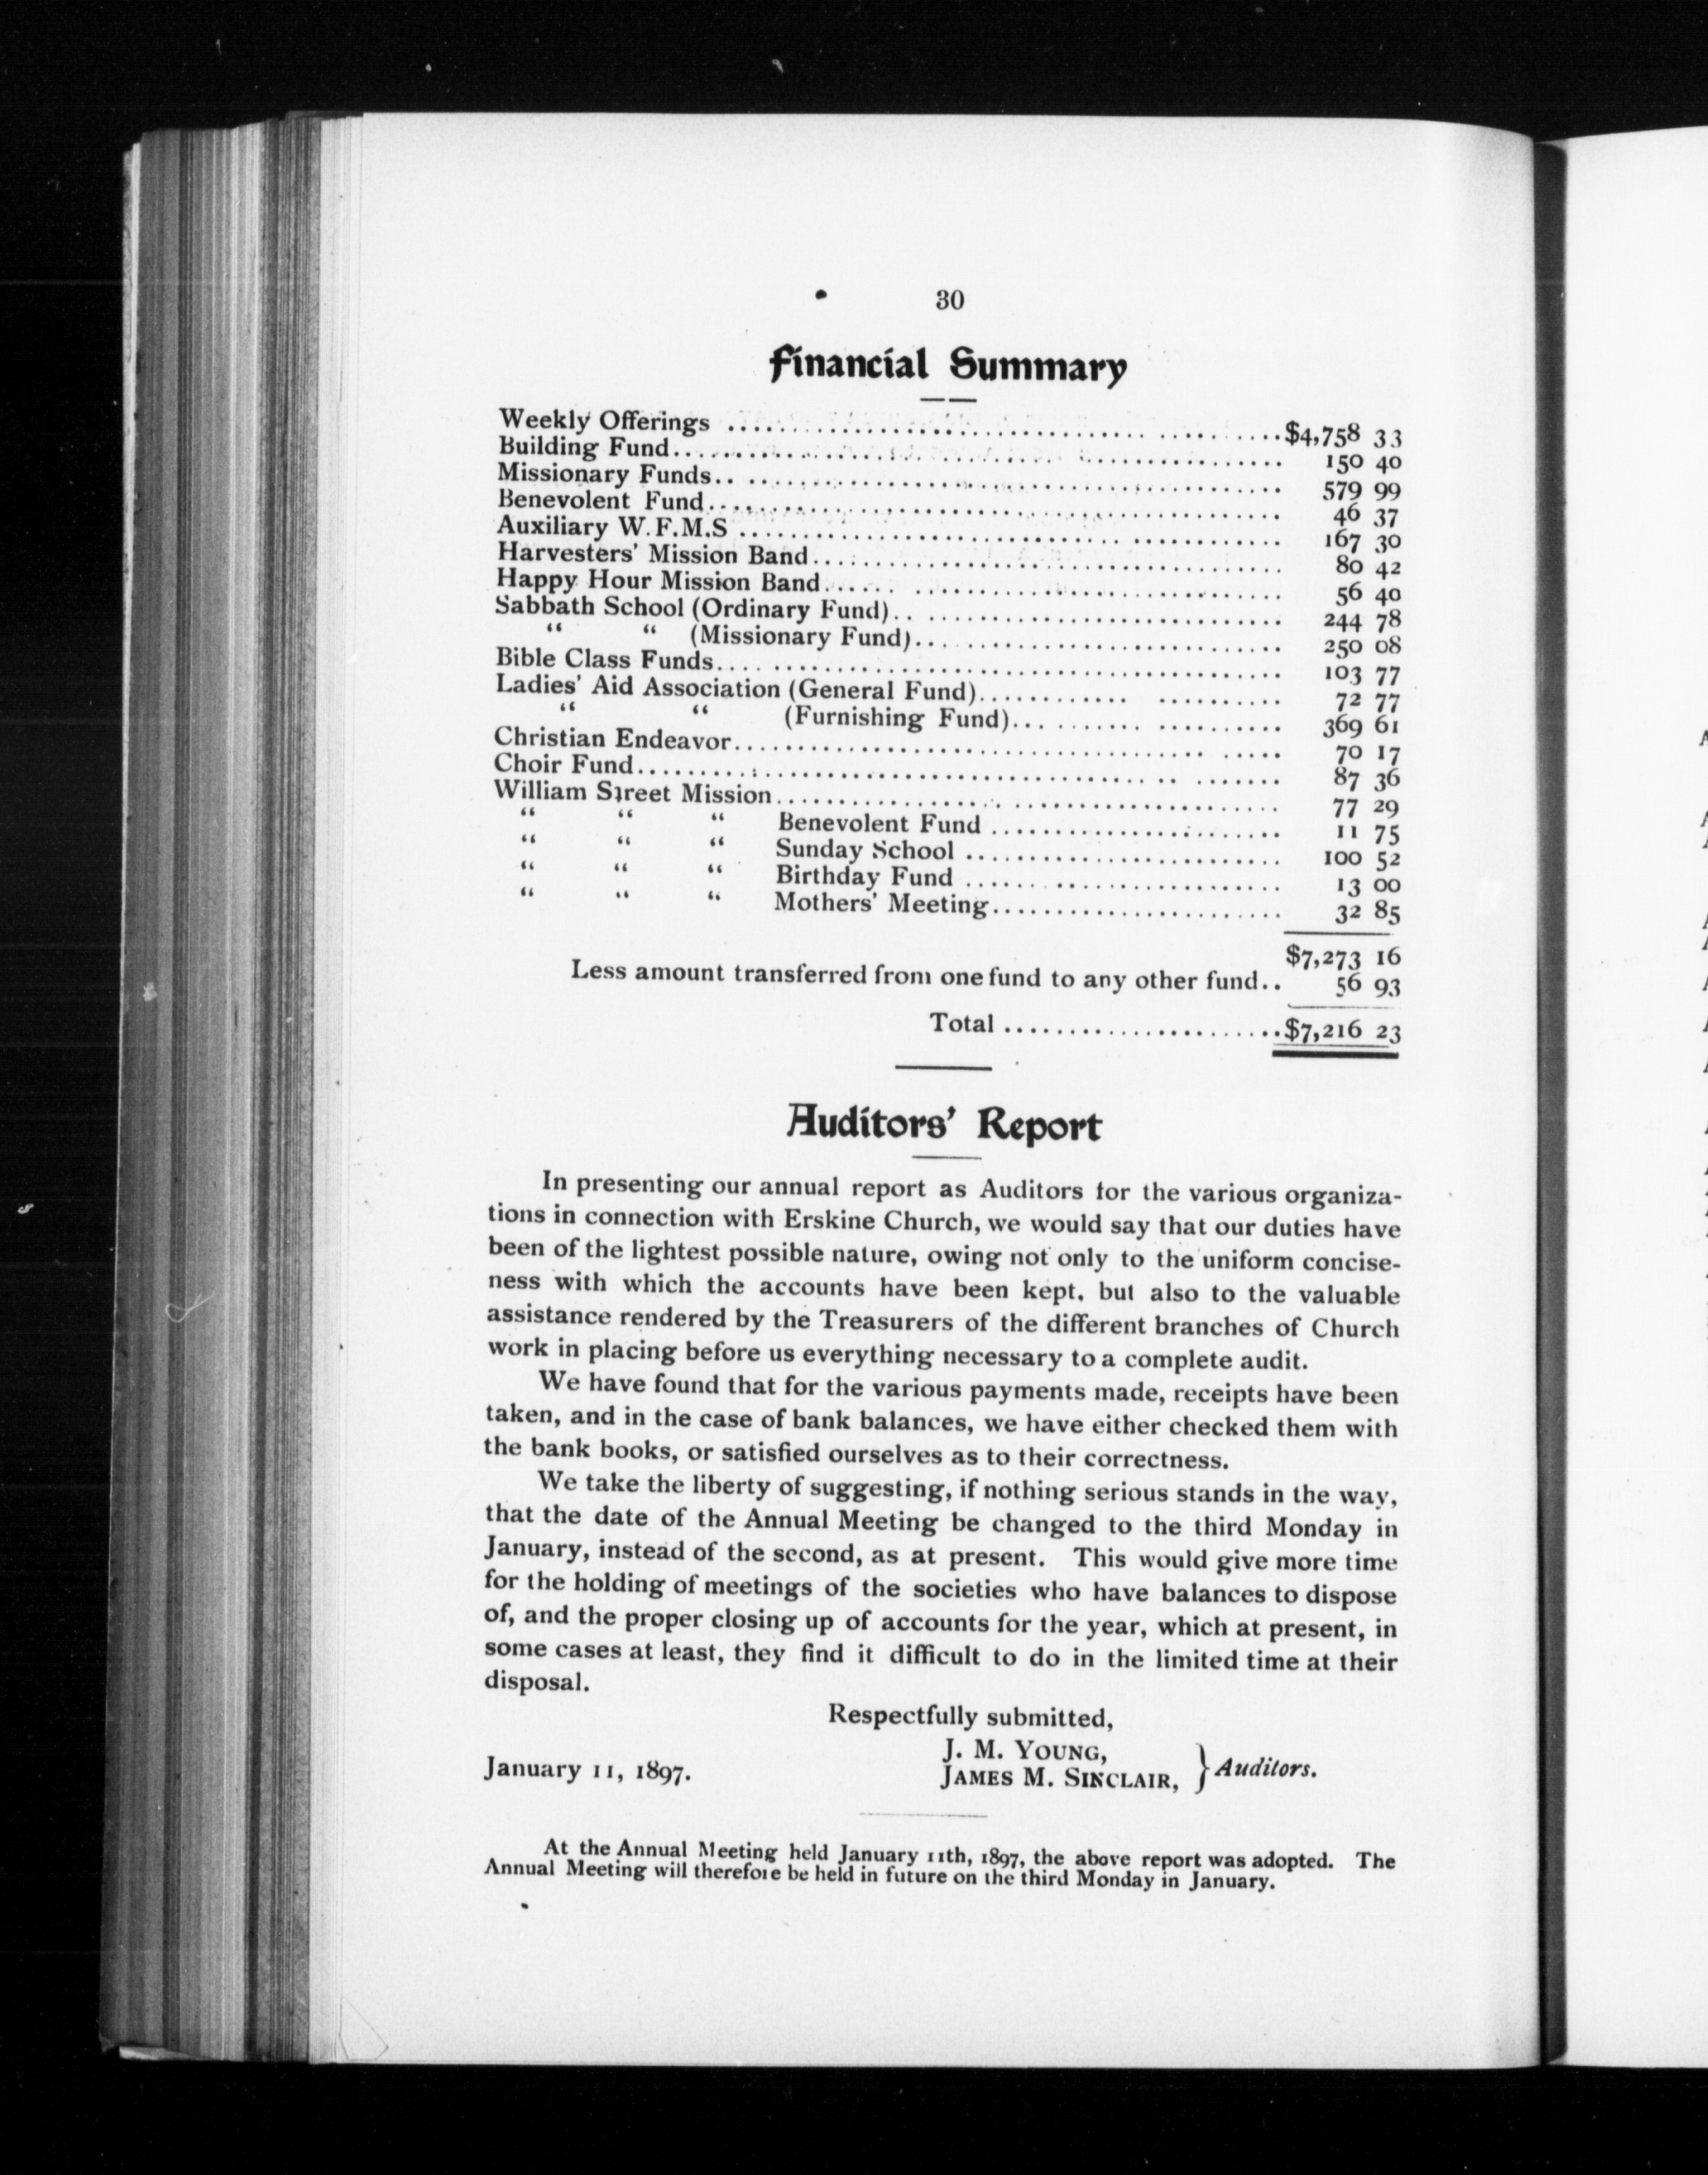 30
Financial Summary
Weekly Offerings ........ $4,758 33
Building Fund........ 150 40
Missionary Funds........ 579 99
Benevolent Fund........ 46 37
Auxiliary W.F.M.S ........ 167 30
Harvesters' Mission Band........ 80 42
Happy Hour Mission Band........ 56 40
Sabbath School (Ordinary Fund)........ 244 78
“ “ (Missionary Fund)........ 250 08
Bible Class Funds........ 103 77
Ladies' Aid Association (General Fund)........ 72 77
“ “ (Furnishing Fund)........ 369 61
Christian Endeavor........ 70 17
Choir Fund........ 87 36
William Street Mission........ 77 29
“ “ “ Benevolent Fund ........ 11 75
“ “ “ Sunday School ........ 100 52
“ “ “ Birthday Fund ........ 13 00
“ “ “ Mothers' Meeting........ 32 85
$7,273 16
Less amount transferred from one fund to any other fund.. 56 93
Total ........ $7,216 23
Auditors' Report
In presenting our annual report as Auditors for the various organiza-
tions in connection with Erskine Church, we would say that our duties have
been of the lightest possible nature, owing not only to the uniform concise-
ness with which the accounts have been kept, but also to the valuable
assistance rendered by the Treasurers of the different branches of Church
work in placing before us everything necessary to a complete audit.
We have found that for the various payments made, receipts have been
taken, and in the case of bank balances, we have either checked them with
the bank books, or satisfied ourselves as to their correctness.
We take the liberty of suggesting, if nothing serious stands in the way,
that the date of the Annual Meeting be changed to the third Monday in
January, instead of the second, as at present. This would give more time
for the holding of meetings of the societies who have balances to dispose
of, and the proper closing up of accounts for the year, which at present, in
some cases at least, they find it difficult to do in the limited time at their
disposal.
Respectfully submitted,
J. M. YOUNG,
January 11, 1897. JAMES M. SINCLAIR, } Auditors.
At the Annual Meeting held January 11th, 1897, the above report was adopted. The
Annual Meeting will therefore be held in future on the third Monday in January.